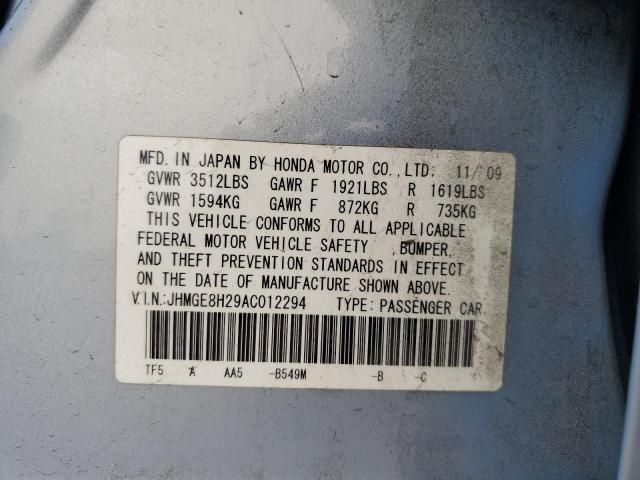 MFD. IN JAPAN BY HONDA MOTOR CO.,LTD: 11/'09
GVWR 3512LBS GAWR F 1921LBS R 1619LBS
GVWR 1594KG GAWR F 872KG R 735KG
THIS VEHICLE CONFORMS TO ALL APPLICABLE
FEDERAL MOTOR VEHICLE SAFETY ,BUMPER,
AND THEFT PREVENTION STANDARDS IN EFFECT
ON THE DATE OF MANUFACTURE SHOWN ABOVE.
V.I.N.:JHMGE8H29AC012294 TYPE: PASSENGER CAR
TF5 A AA5 -B549M -B -C